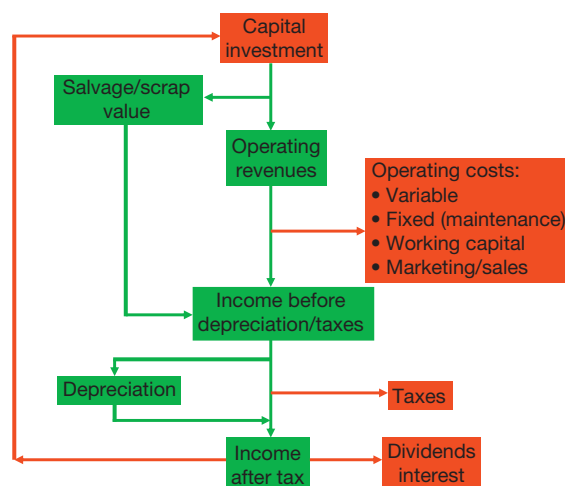 Capital
investment
Salvage/scrap
value
Operating
revenues
Operating costs:
• Variable
• Fixed (maintenance)
• Working capital
• Marketing/sales
Income before
depreciation/taxes
Depreciation
Taxes
Income
after tax
Dividends
interest